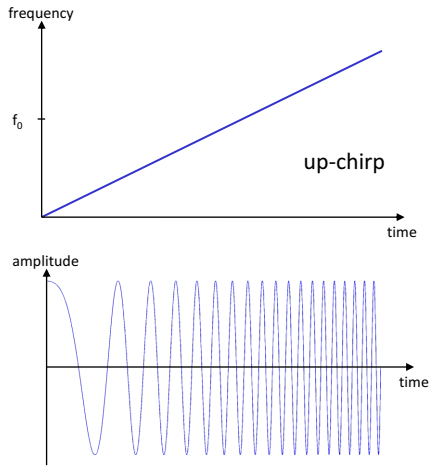 frequency
f₀
up-chirp
time
amplitude
time